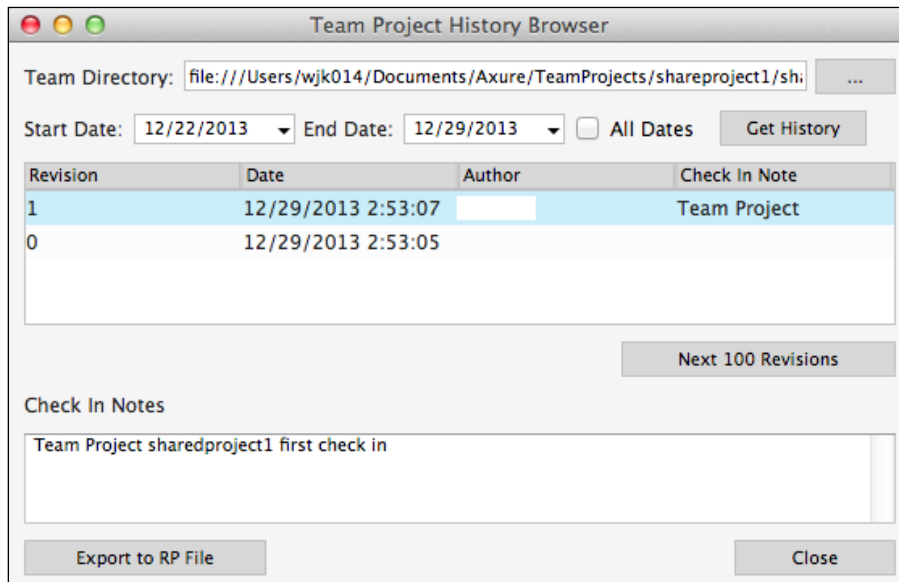 Team Project History Browser
Team Directory: file:///Users/wjk014/Documents/Axure/TeamProjects/shareproject1/sha ...
Start Date: 12/22/2013 End Date: 12/29/2013 All Dates Get History
Revision Date Author Check In Note
1 12/29/2013 2:53:07 Team Project
0 12/29/2013 2:53:05
Next 100 Revisions
Check In Notes
Team Project sharedproject1 first check in
Export to RP File Close